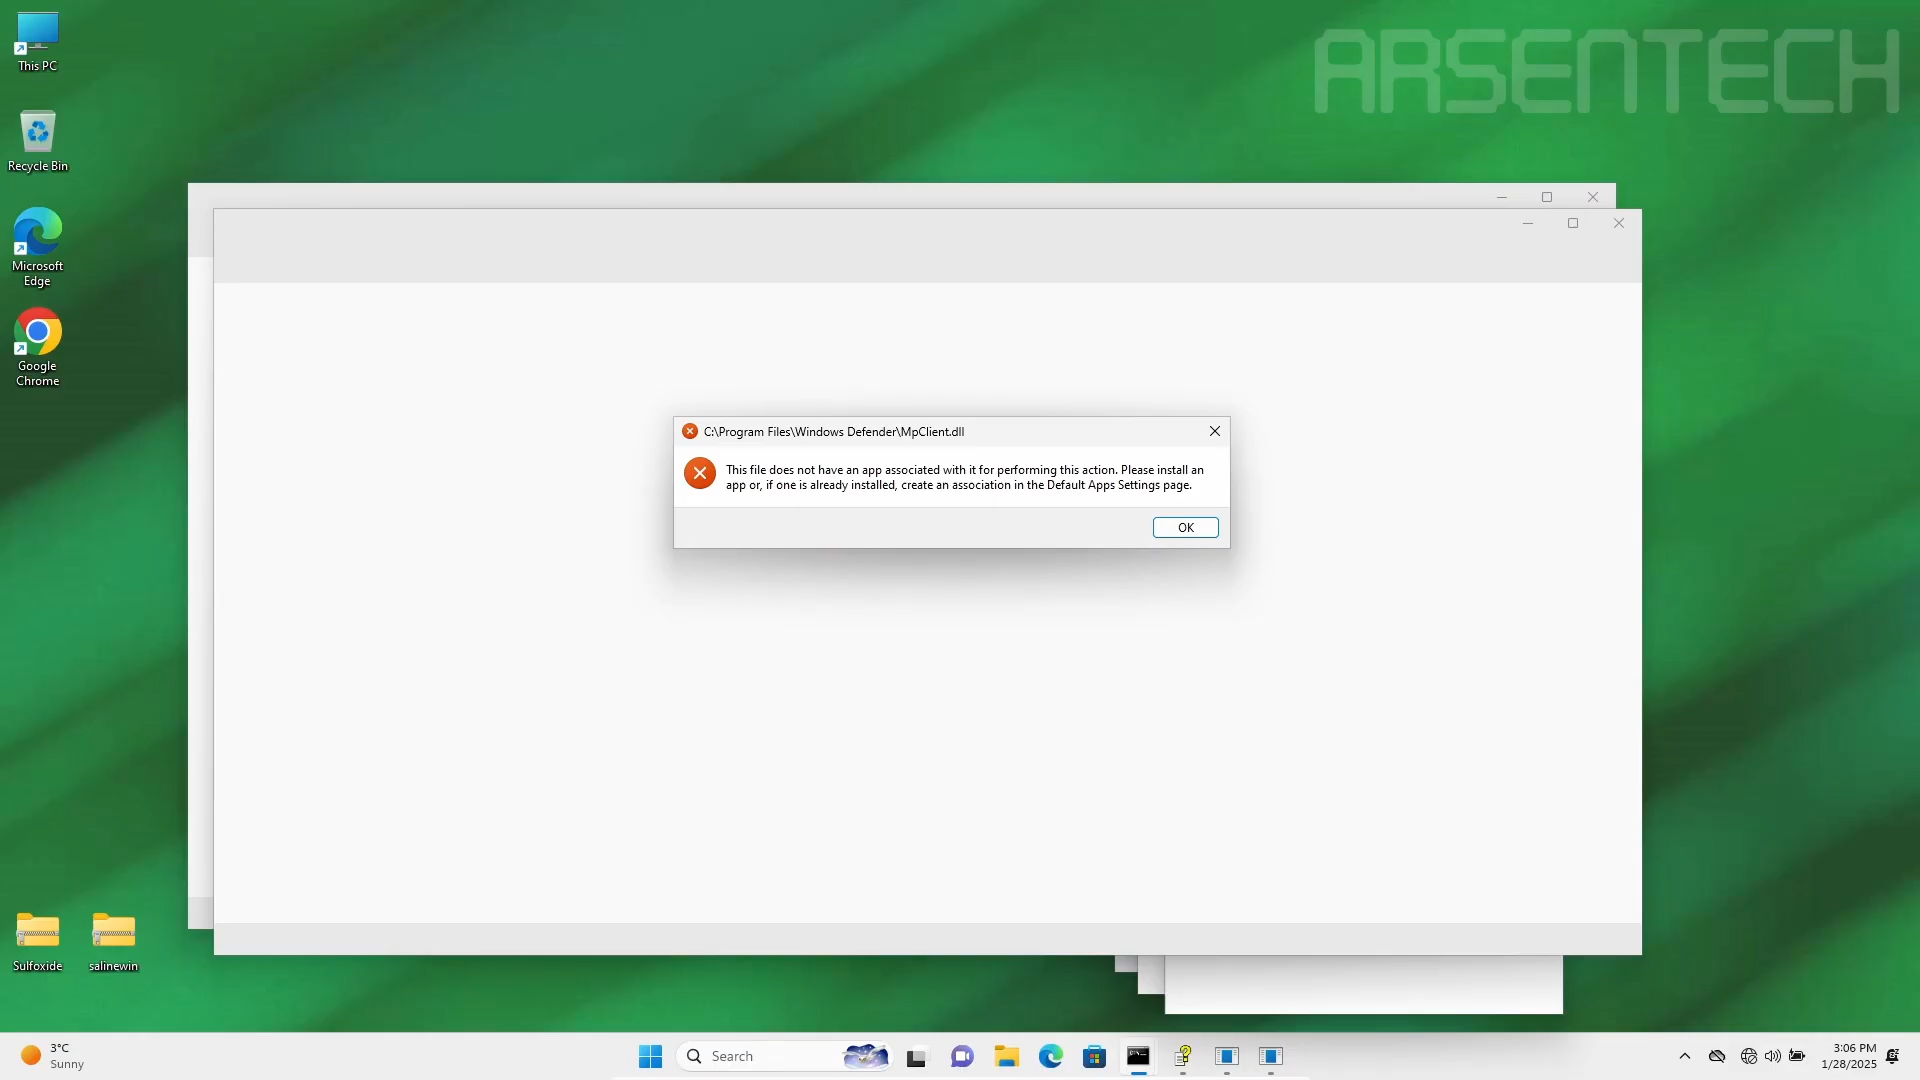 ARSENTECH
This PC
Recycle Bin
Microsoft
Edge
Google
Chrome
C:\Program Files\Windows Defender\MpClient.dll
This file does not have an app associated with it for performing this action. Please install an
app or, if one is already installed, create an association in the Default Apps Settings page.
OK
Sulfoxide
salinewin
3°C
Sunny
Search
3:06 PM
1/28/2025